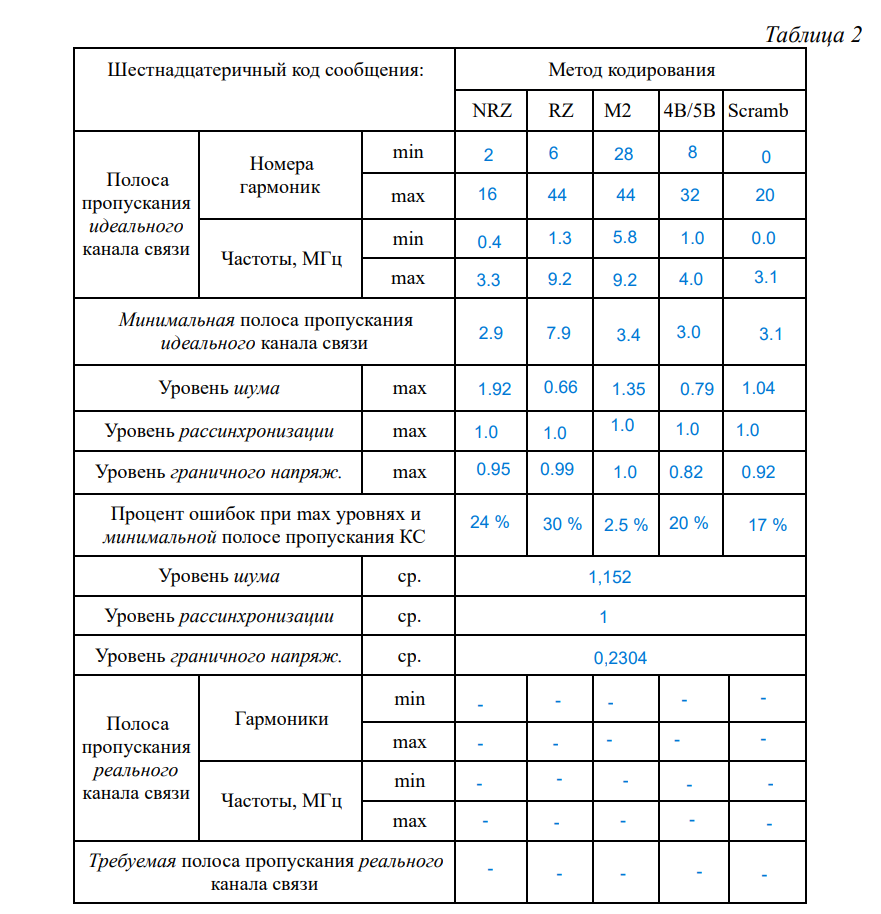 Таблица 2
Шестнадцатеричный код сообщения: Метод кодирования
NRZ RZ M2 4B/5B Scramb
Полоса пропускания идеального канала связи
Номера гармоник
min 2 6 28 8 0
max 16 44 44 32 20
Частоты, МГц
min 0.4 1.3 5.8 1.0 0.0
max 3.3 9.2 9.2 4.0 3.1
Минимальная полоса пропускания
идеального канала связи
2.9 7.9 3.4 3.0 3.1
Уровень шума max 1.92 0.66 1.35 0.79 1.04
Уровень рассинхронизации max 1.0 1.0 1.0 1.0 1.0
Уровень граничного напряж. max 0.95 0.99 1.0 0.82 0.92
Процент ошибок при max уровнях и
минимальной полосе пропускания КС
24 % 30 % 2.5 % 20 % 17 %
Уровень шума ср. 1,152
Уровень рассинхронизации ср. 1
Уровень граничного напряж. ср. 0,2304
Полоса пропускания реального канала связи
Гармоники
min - - - - -
max - - - - -
Частоты, МГц
min - - - - -
max - - - - -
Требуемая полоса пропускания реального
канала связи
- - - - -